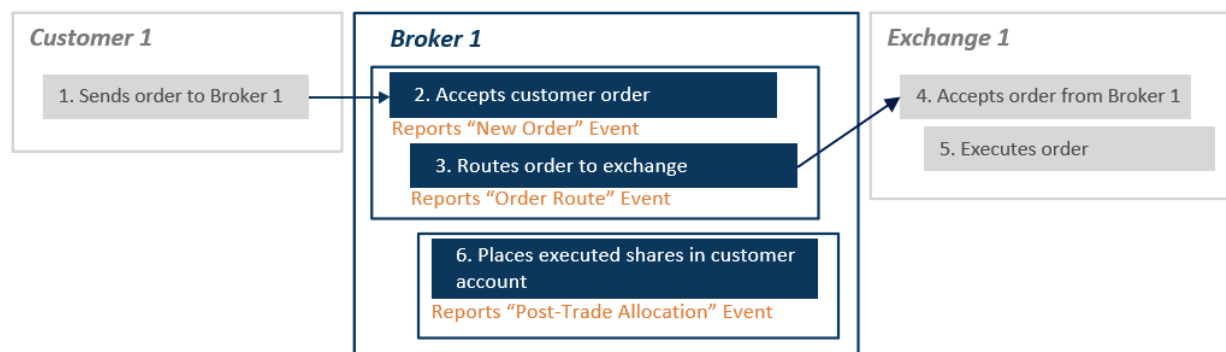 Customer 1
1. Sends order to Broker 1
Broker 1
2. Accepts customer order
Reports “New Order” Event
3. Routes order to exchange
Reports “Order Route” Event
6. Places executed shares in customer
account
Reports “Post-Trade Allocation” Event
Exchange 1
4. Accepts order from Broker 1
5. Executes order